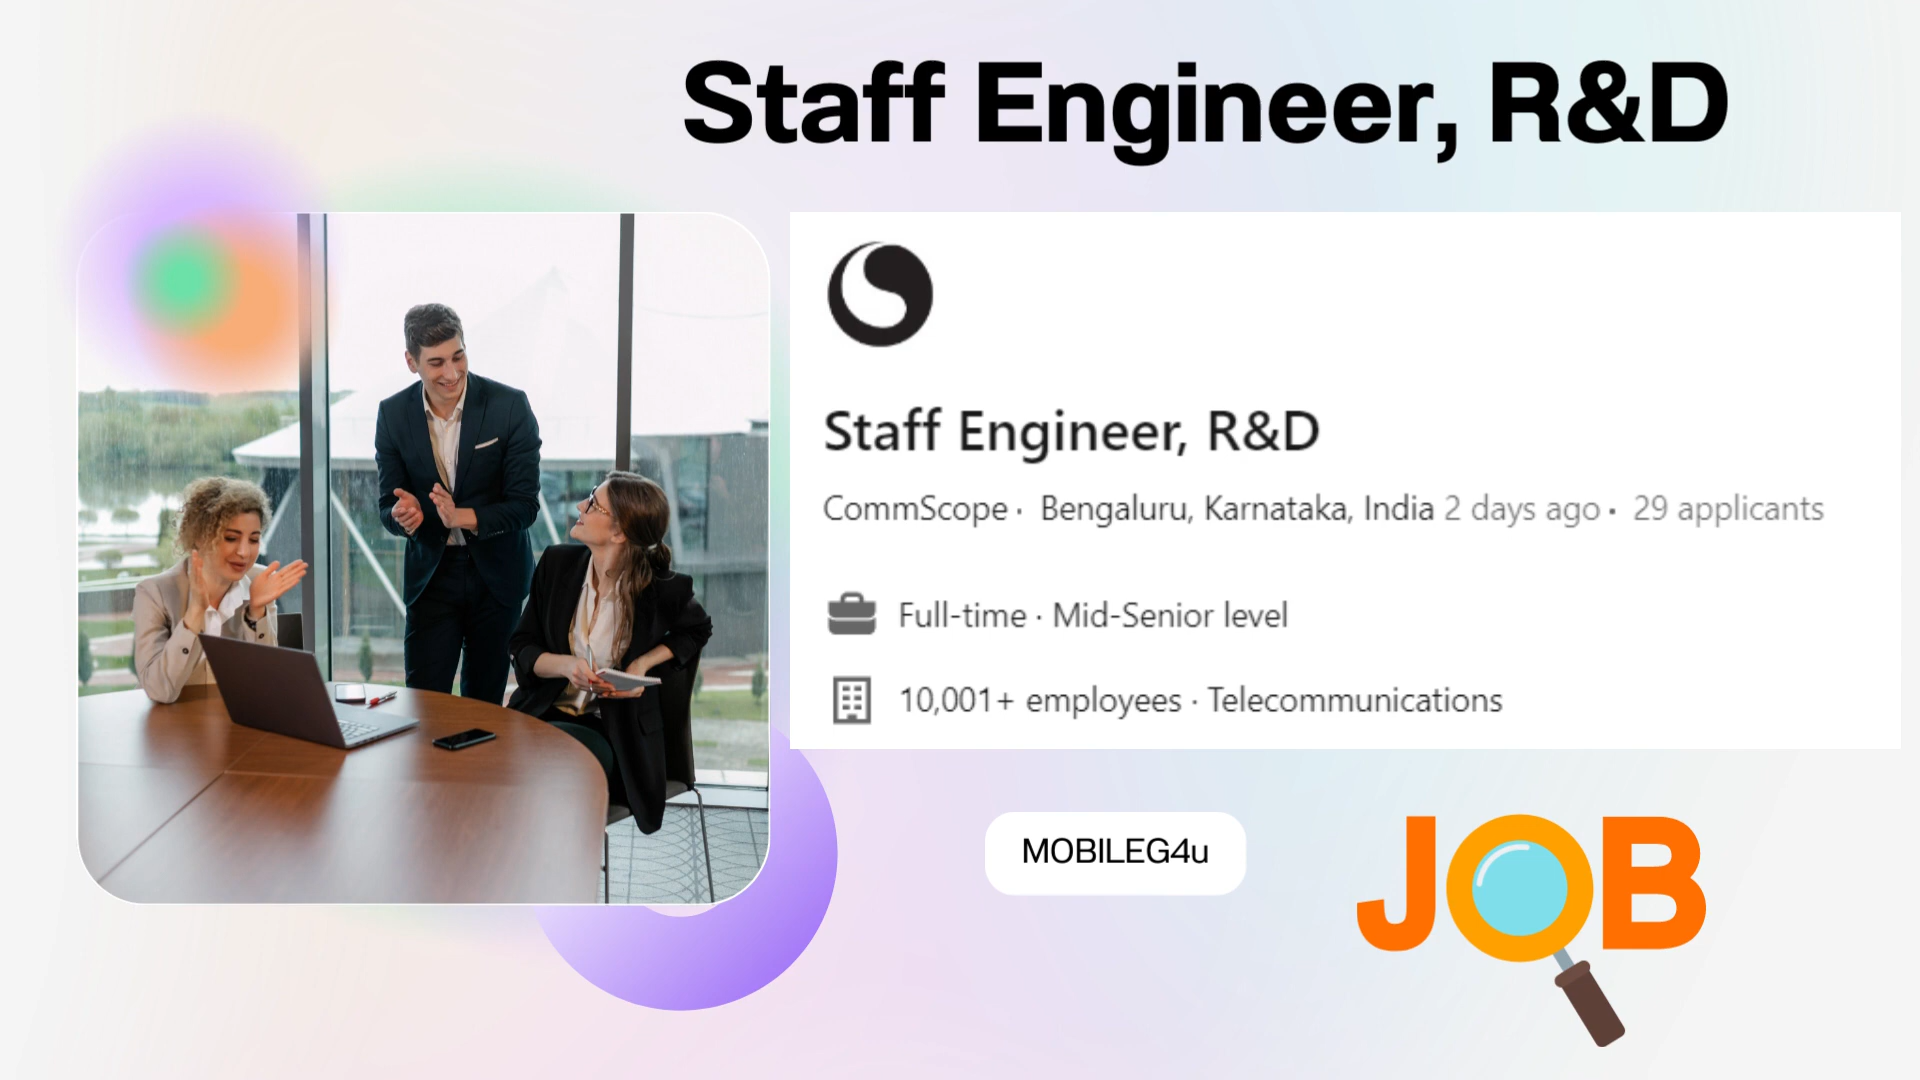 Staff Engineer, R&D
Staff Engineer, R&D
CommScope · Bengaluru, Karnataka, India 2 days ago · 29 applicants
Full-time · Mid-Senior level
10,001+ employees · Telecommunications
MOBILEG4u
JOB